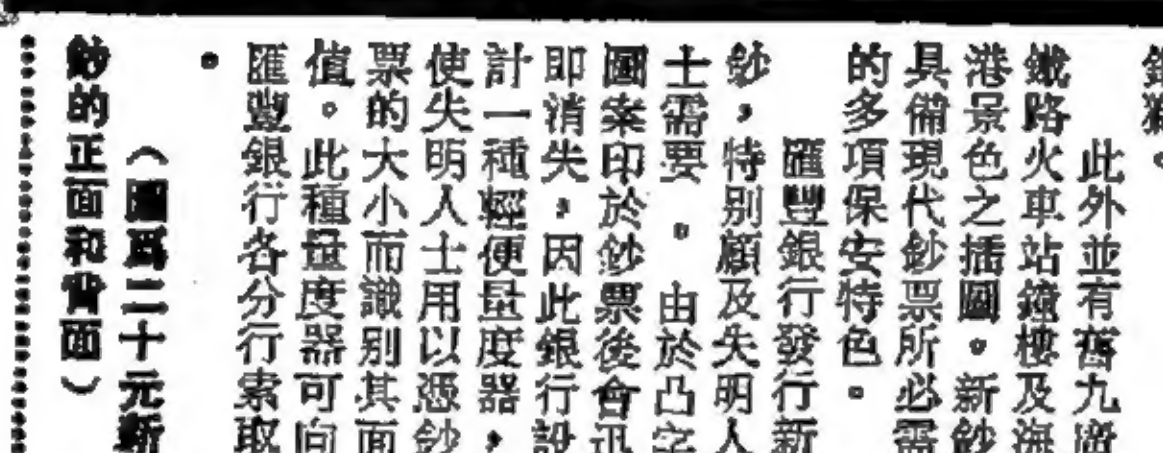 此外並有舊九廣
鐵路火車站鐘樓及海
港景色之插圖。新鈔
具備現代鈔票所必需
的多項保安特色。
匯豐銀行發行新
鈔，特別顧及失明人
士需要。由於凸字
圖案印於鈔票後會迅
即消失，因此銀行設
計一種輕便量度器，
使失明人士用以憑鈔
票的大小而識別其面
值。此種量度器可向
匯豐銀行各分行索取
。
（圖爲二十元新
鈔的正面和背面）